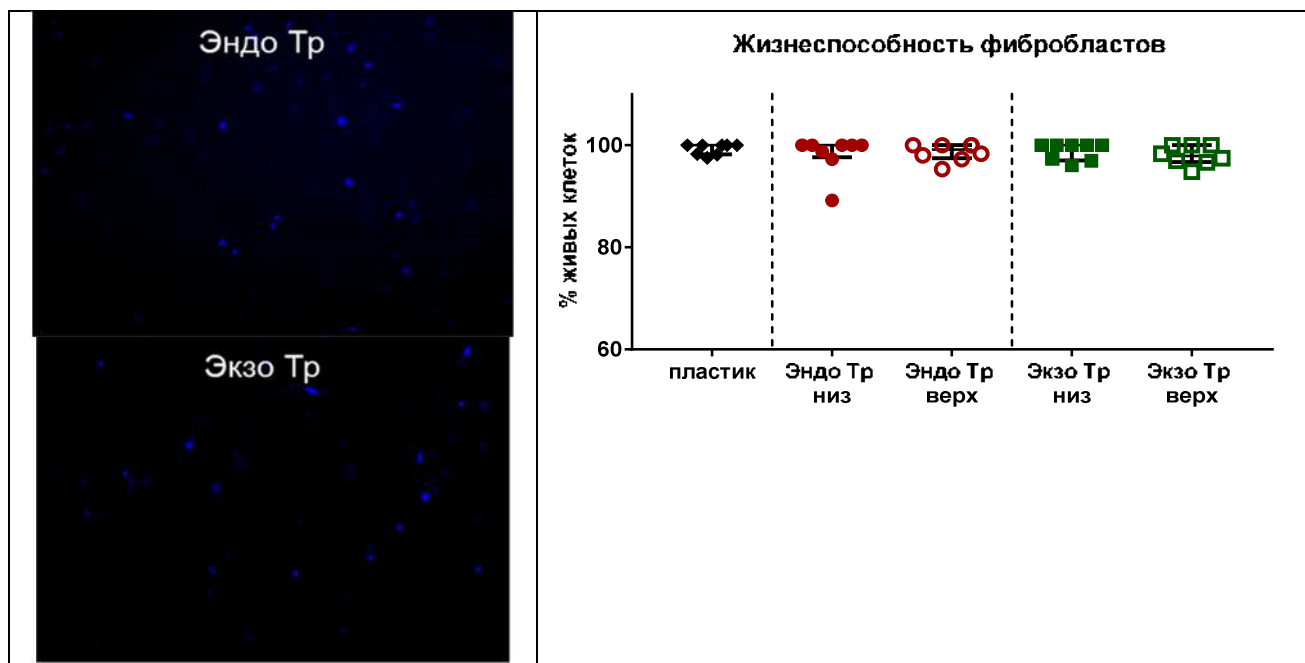 Эндо Тр
Экзо Тр
Жизнеспособность фибробластов
% живых клеток
100
80
60
пластик
Эндо Тр
низ
Эндо Тр
верх
Экзо Тр
низ
Экзо Тр
верх